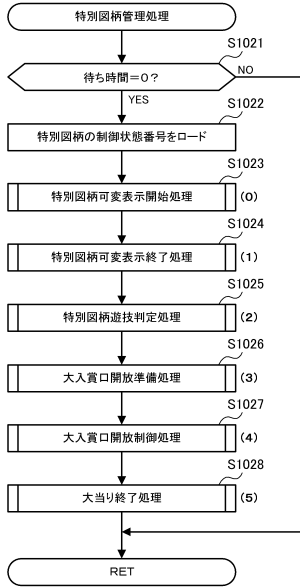 特別図柄管理処理
S1021
待ち時間=0?
NO
YES
S1022
特別図柄の制御状態番号をロード
S1023
特別図柄可変表示開始処理
(0)
S1024
特別図柄可変表示終了処理
(1)
S1025
特別図柄遊技判定処理
(2)
S1026
大入賞口開放準備処理
(3)
S1027
大入賞口開放制御処理
(4)
S1028
大当り終了処理
(5)
RET